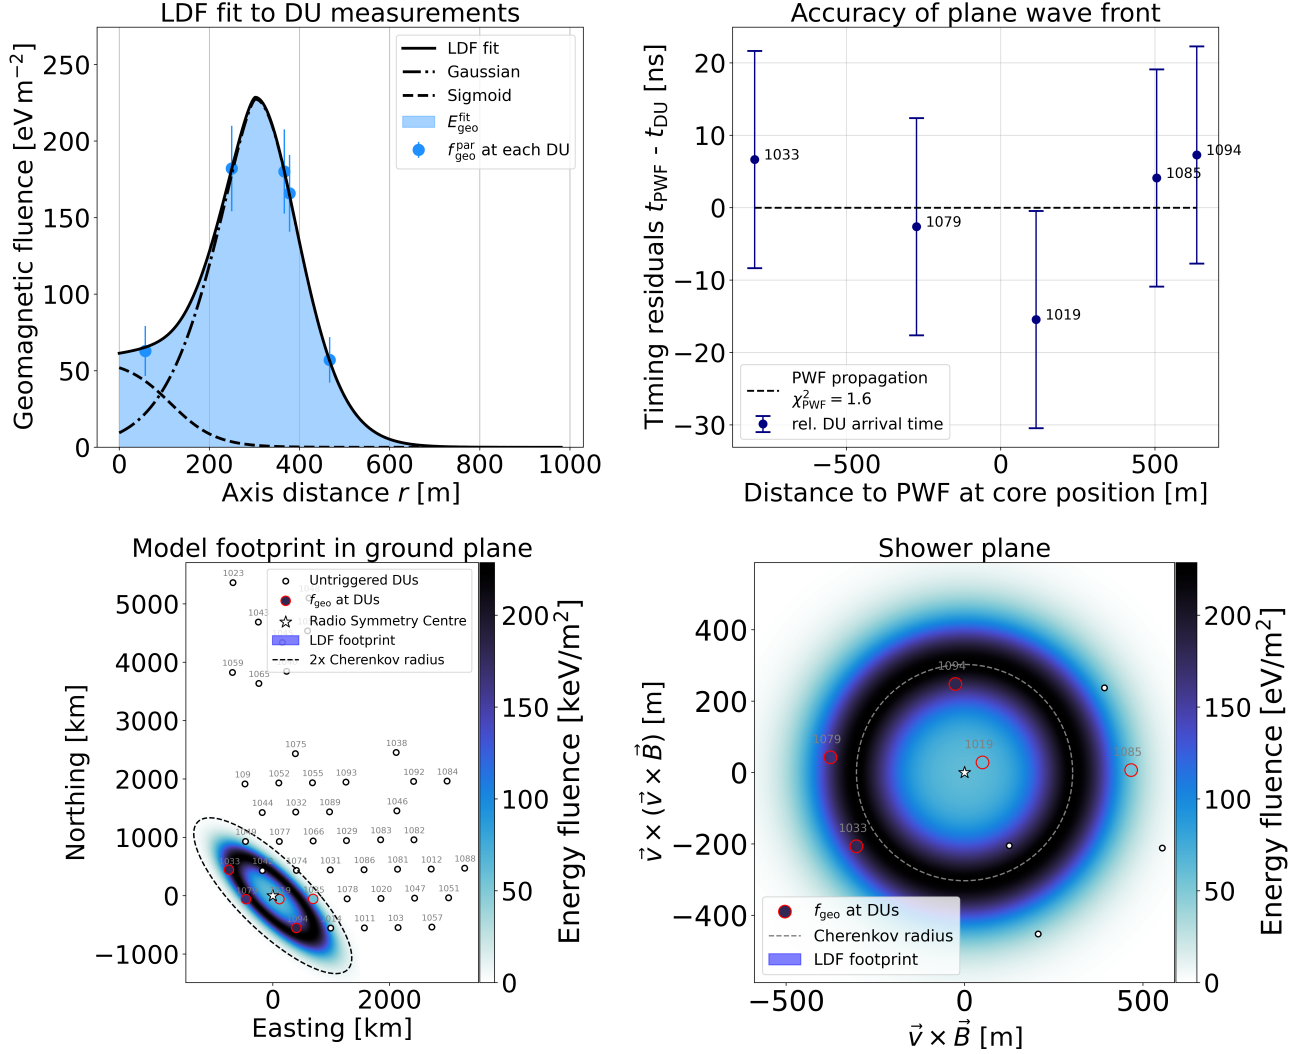 LDF fit to DU measurements
Geomagnetic fluence [eV m⁻²]
250
200
150
100
50
0
LDF fit
Gaussian
Sigmoid
E_geo^fit
f_geo^par at each DU
0 200 400 600 800 1000
Axis distance r [m]
Accuracy of plane wave front
Timing residuals t_PWF - t_DU [ns]
20
10
0
−10
−20
−30
1033
1079
1019
1085
1094
PWF propagation
χ²_PWF = 1.6
rel. DU arrival time
−500 0 500
Distance to PWF at core position [m]
Model footprint in ground plane
Northing [km]
5000
4000
3000
2000
1000
0
−1000
Untriggered DUs
f_geo at DUs
Radio Symmetry Centre
LDF footprint
2x Cherenkov radius
1023
1043
1059
1065
1075 1038
109 1052 1055 1093 1092 1084
1044 1032 1089 1046
1049 1077 1066 1029 1083 1082
1033 1074 1031 1086 1081 1012 1088
1085 1078 1020 1047 1051
1094 1014 1011 103 1057
0 2000
Easting [km]
200
150
100
50
0
Energy fluence [keV/m²]
Shower plane
v⃗ × (v⃗ × B⃗) [m]
400
200
0
−200
−400
1094
1079
1019
1085
1033
f_geo at DUs
Cherenkov radius
LDF footprint
−500 0 500
v⃗ × B⃗ [m]
200
150
100
50
0
Energy fluence [eV/m²]